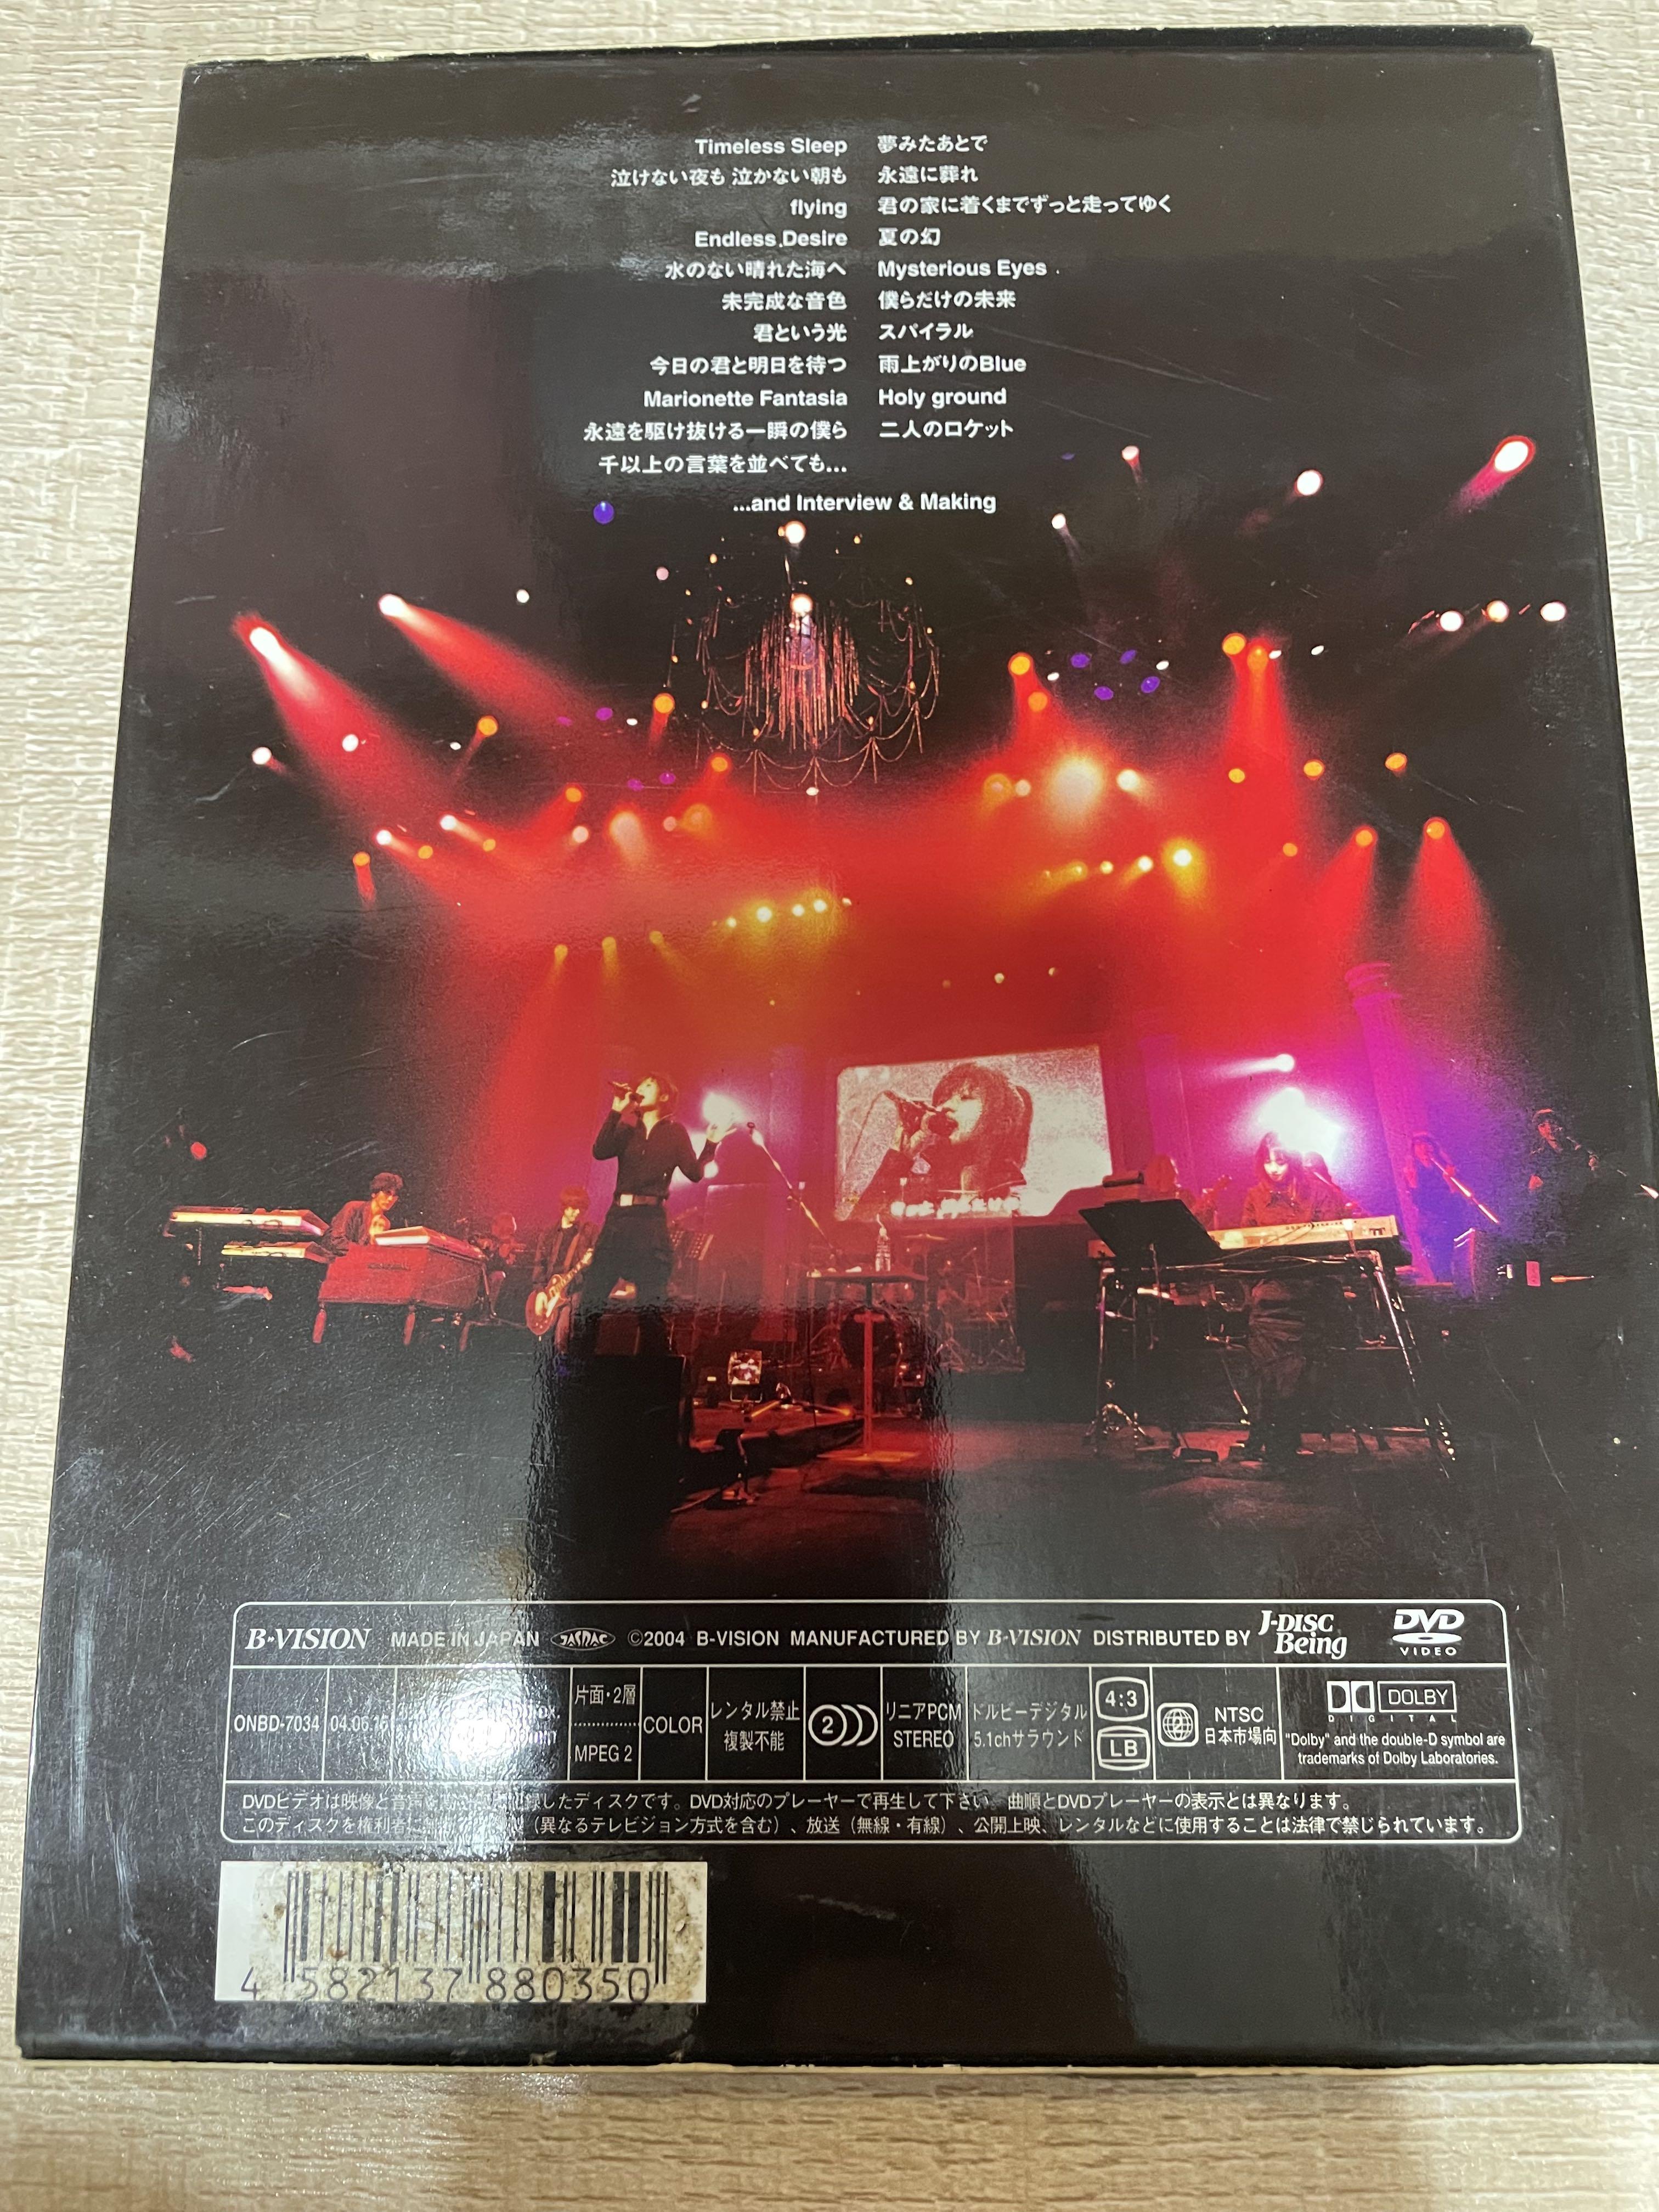 Timeless Sleep
泣けない夜も 泣かない朝も
flying
Endless Desire
水のない晴れた海へ
未完成な音色
君という光
今日の君と明日を待つ
Marionette Fantasia
永遠を駆け抜ける一瞬の僕ら
千以上の言葉を並べても...
夢みたあとで
永遠に葬れ
君の家に着くまでずっと走ってゆく
夏の幻
Mysterious Eyes
僕らだけの未来
スパイラル
雨上がりのBlue
Holy ground
二人のロケット
...and Interview & Making
B-VISION MADE IN JAPAN JASRAC ©2004 B-VISION MANUFACTURED BY B-VISION DISTRIBUTED BY J-DISC Being DVD VIDEO
ONBD-7034
04.06.16
片面・2層
MPEG 2
COLOR
レンタル禁止
複製不能
2
リニアPCM
STEREO
ドルビーデジタル
5.1chサラウンド
4:3
LB
2
NTSC
日本市場向
DOLBY
DIGITAL
"Dolby" and the double-D symbol are
trademarks of Dolby Laboratories.
DVDビデオは映像と音声を したディスクです。DVD対応のプレーヤーで再生して下さい。曲順とDVDプレーヤーの表示とは異なります。
このディスクを権利者に （異なるテレビジョン方式を含む）、放送（無線・有線）、公開上映、レンタルなどに使用することは法律で禁じられています。
4 582137 880350